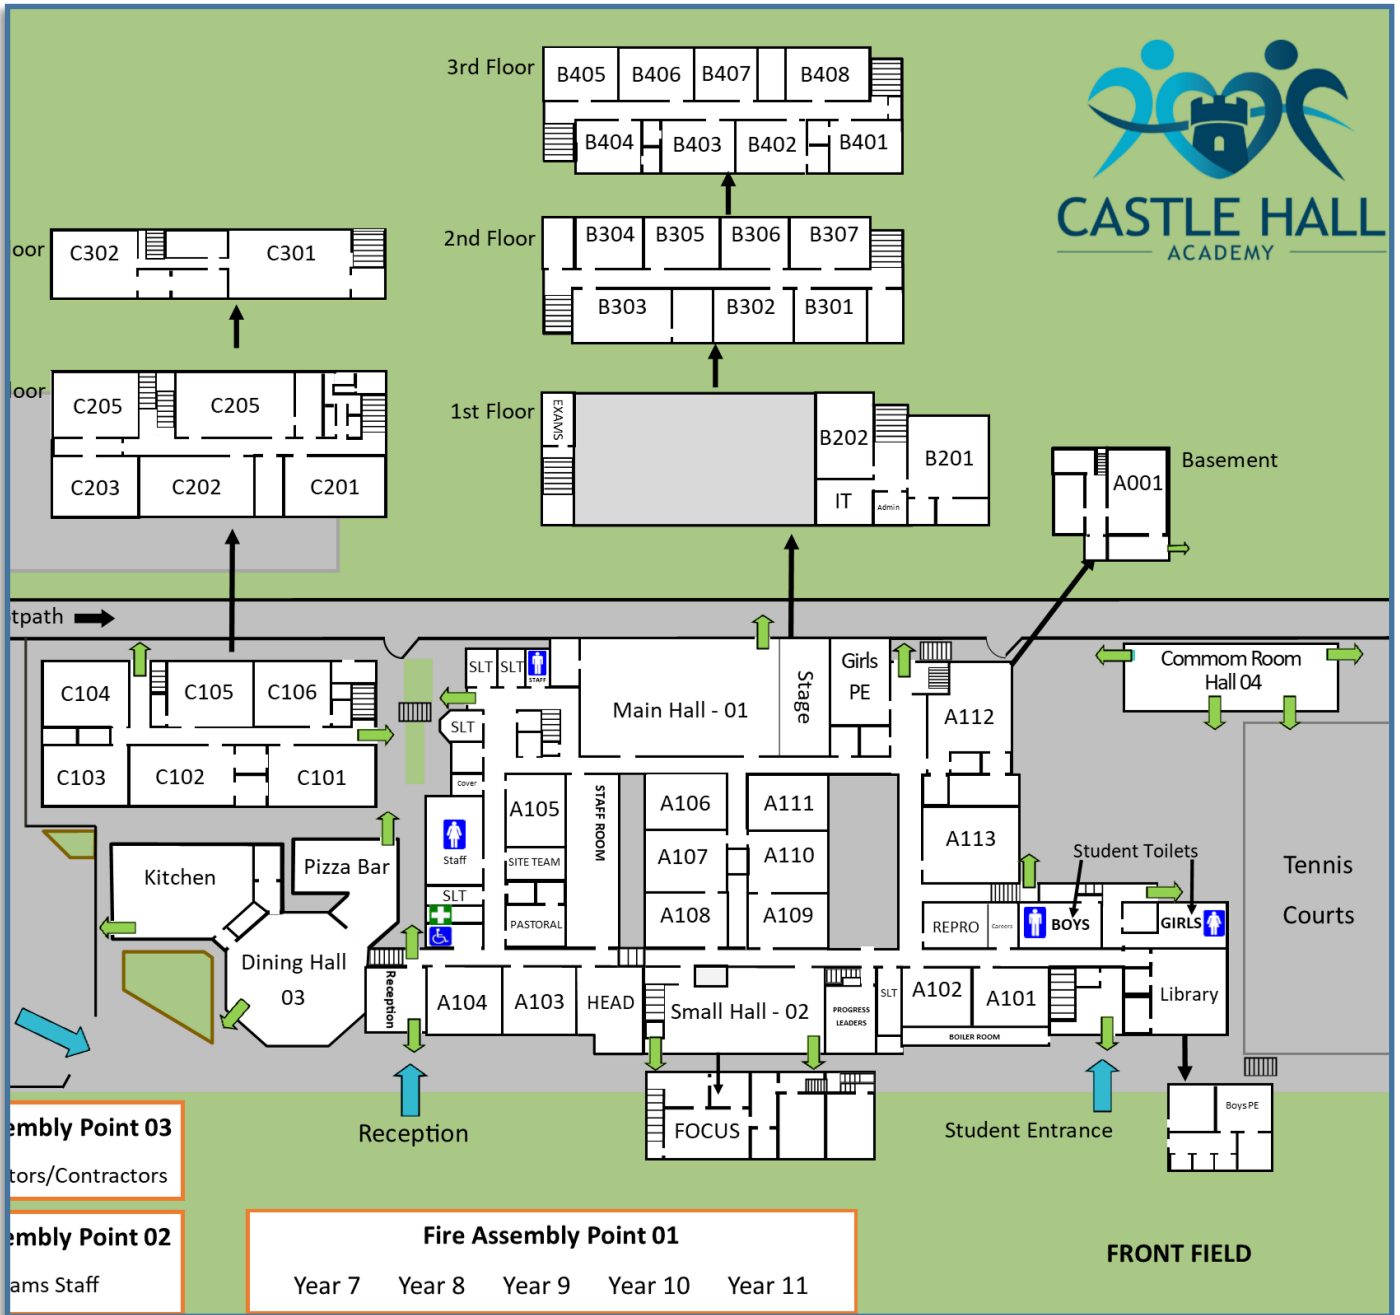 3rd Floor
B405 B406 B407 B408
B404 B403 B402 B401
CASTLE HALL
ACADEMY
2nd Floor
B304 B305 B306 B307
B303 B302 B301
oor
C302 C301
loor
C205 C205
C203 C202 C201
1st Floor
EXAMS
B202
B201
IT
Admin
Basement
A001
tpath
C104 C105 C106
C103 C102 C101
SLT SLT
STAFF
SLT
Cover
Main Hall - 01
Stage
Girls
PE
A112
Commom Room
Hall 04
A105
STAFF ROOM
A106 A111
A107 A110
A108 A109
A113
SITE TEAM
PASTORAL
Staff
SLT
Student Toilets
Tennis
Courts
Kitchen
Pizza Bar
Dining Hall
03
REPRO
Careers
BOYS
GIRLS
Reception
A104 A103 HEAD
Small Hall - 02
PROGRESS
LEADERS
SLT
A102 A101
BOILER ROOM
Library
Reception
FOCUS
Student Entrance
Boys PE
embly Point 03
tors/Contractors
embly Point 02
ams Staff
Fire Assembly Point 01
Year 7 Year 8 Year 9 Year 10 Year 11
FRONT FIELD